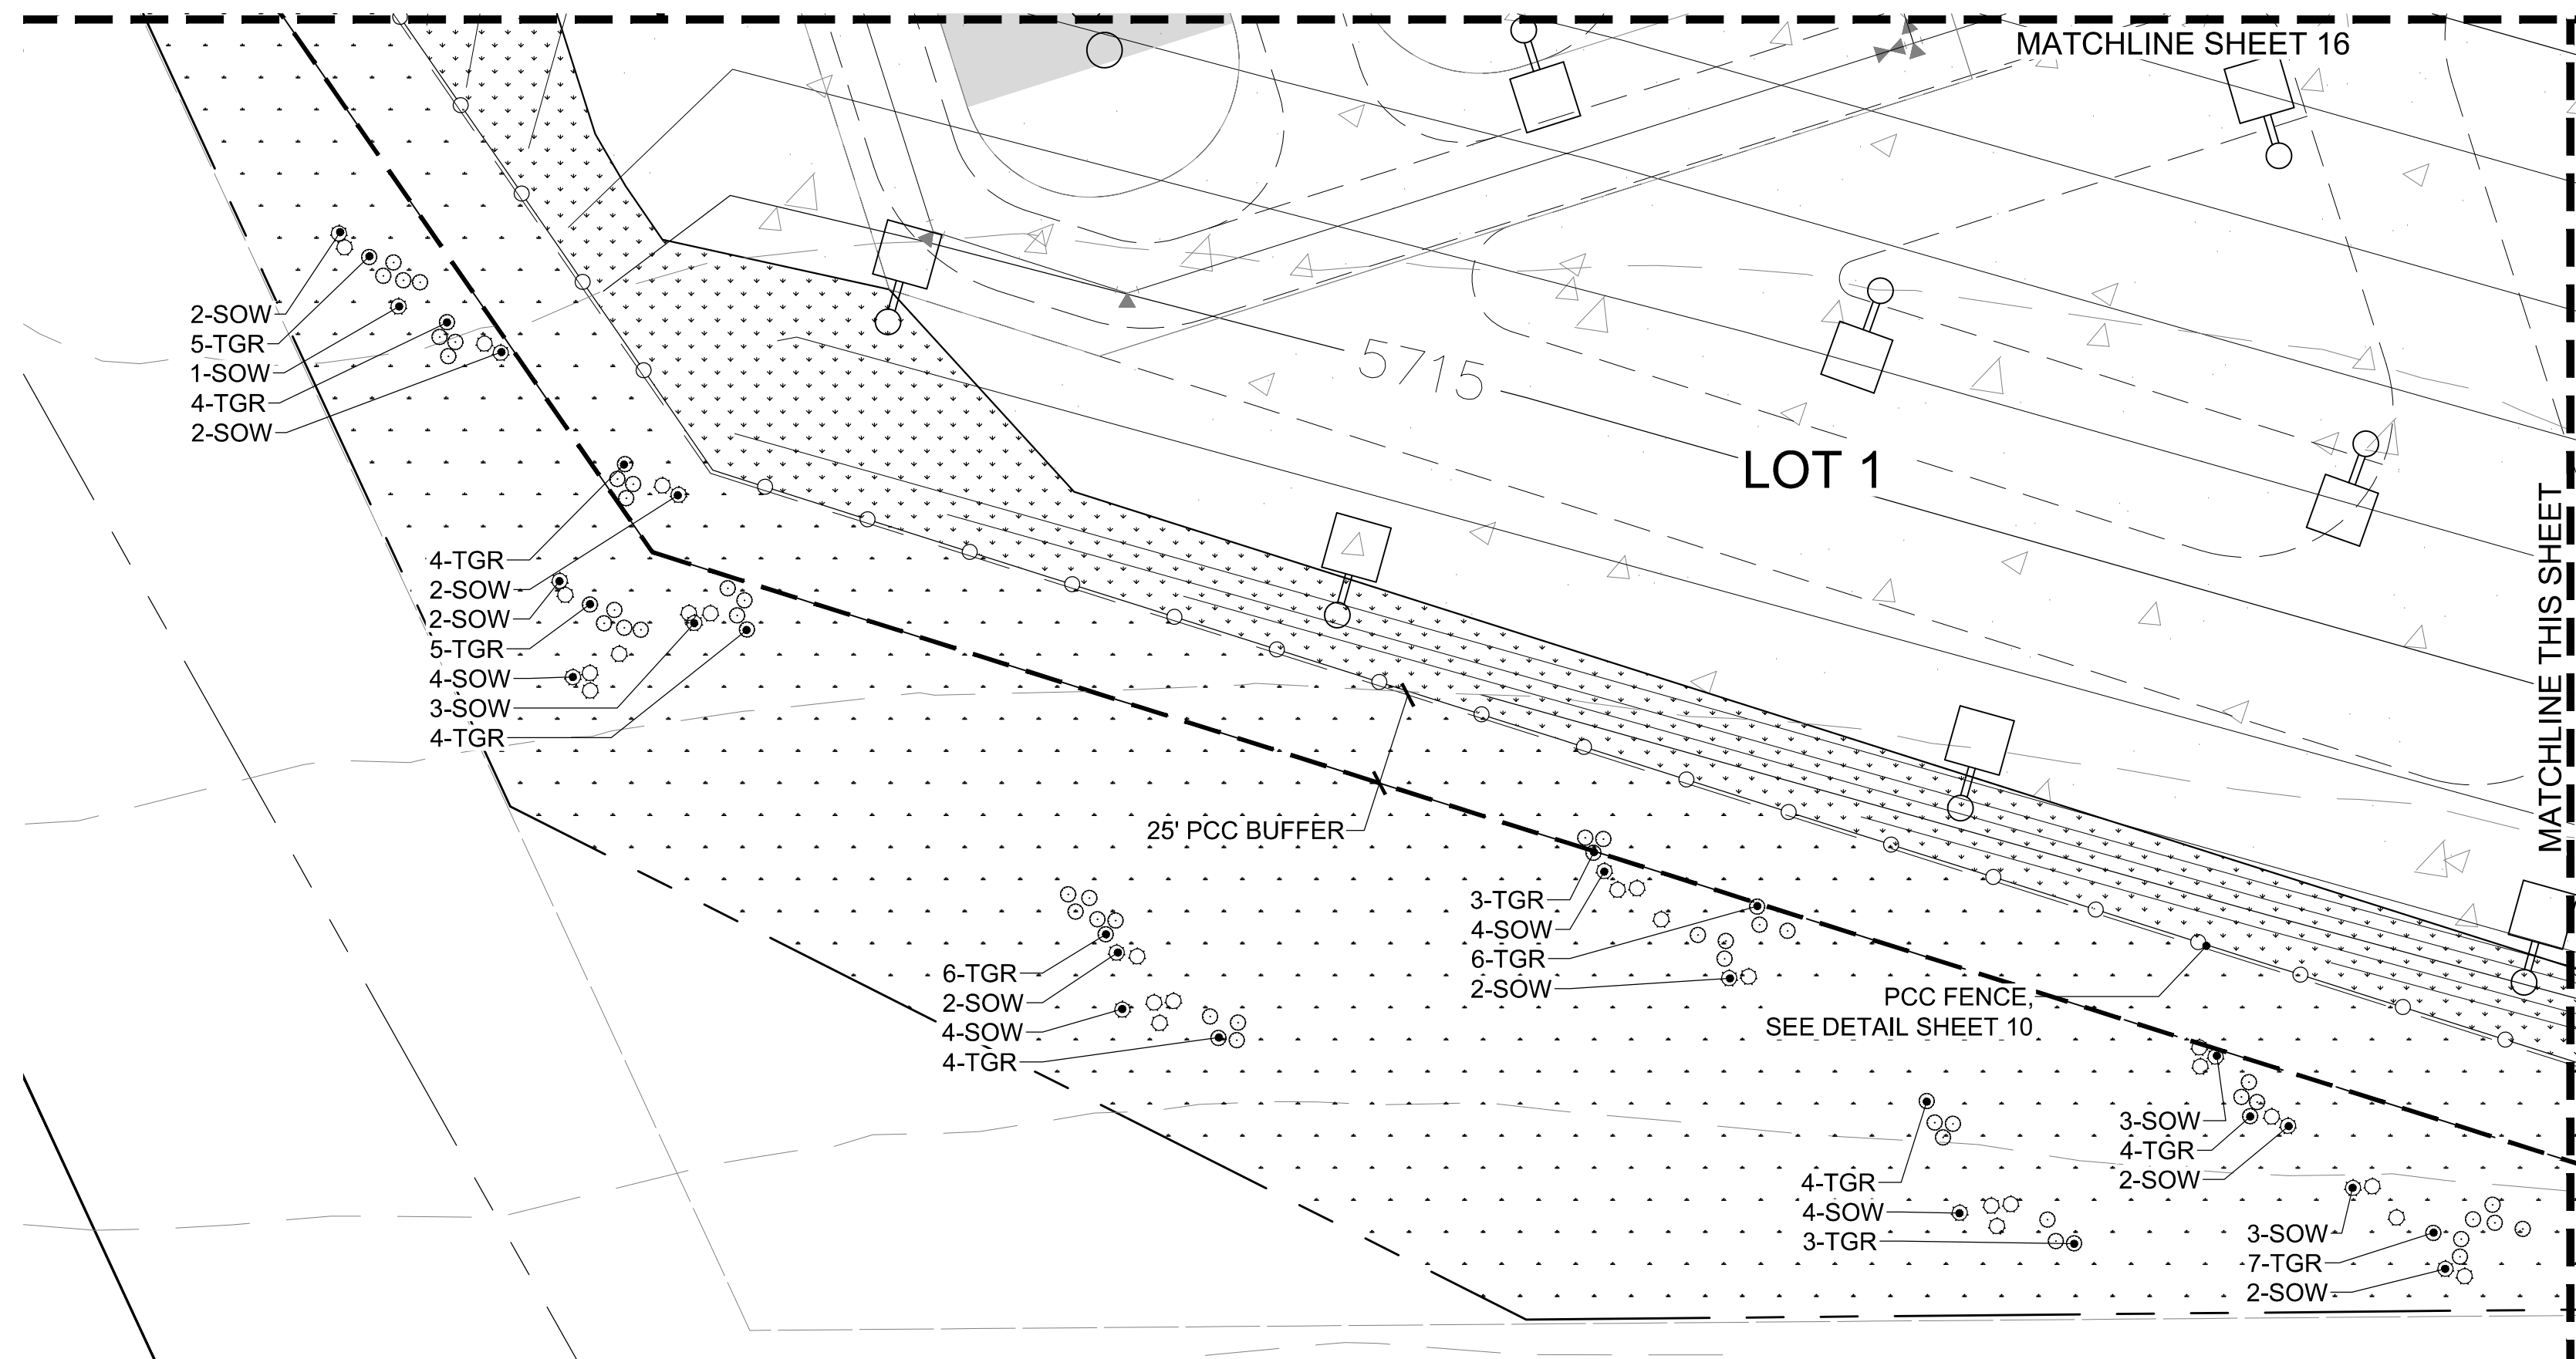 MATCHLINE SHEET 16
2-SOW
5-TGR
1-SOW
4-TGR
2-SOW
5715
LOT 1
MATCHLINE THIS SHEET
4-TGR
2-SOW
2-SOW
5-TGR
4-SOW
3-SOW
4-TGR
25' PCC BUFFER
6-TGR
2-SOW
4-SOW
4-TGR
3-TGR
4-SOW
6-TGR
2-SOW
PCC FENCE,
SEE DETAIL SHEET 10
4-TGR
4-SOW
3-TGR
3-SOW
4-TGR
2-SOW
3-SOW
7-TGR
2-SOW